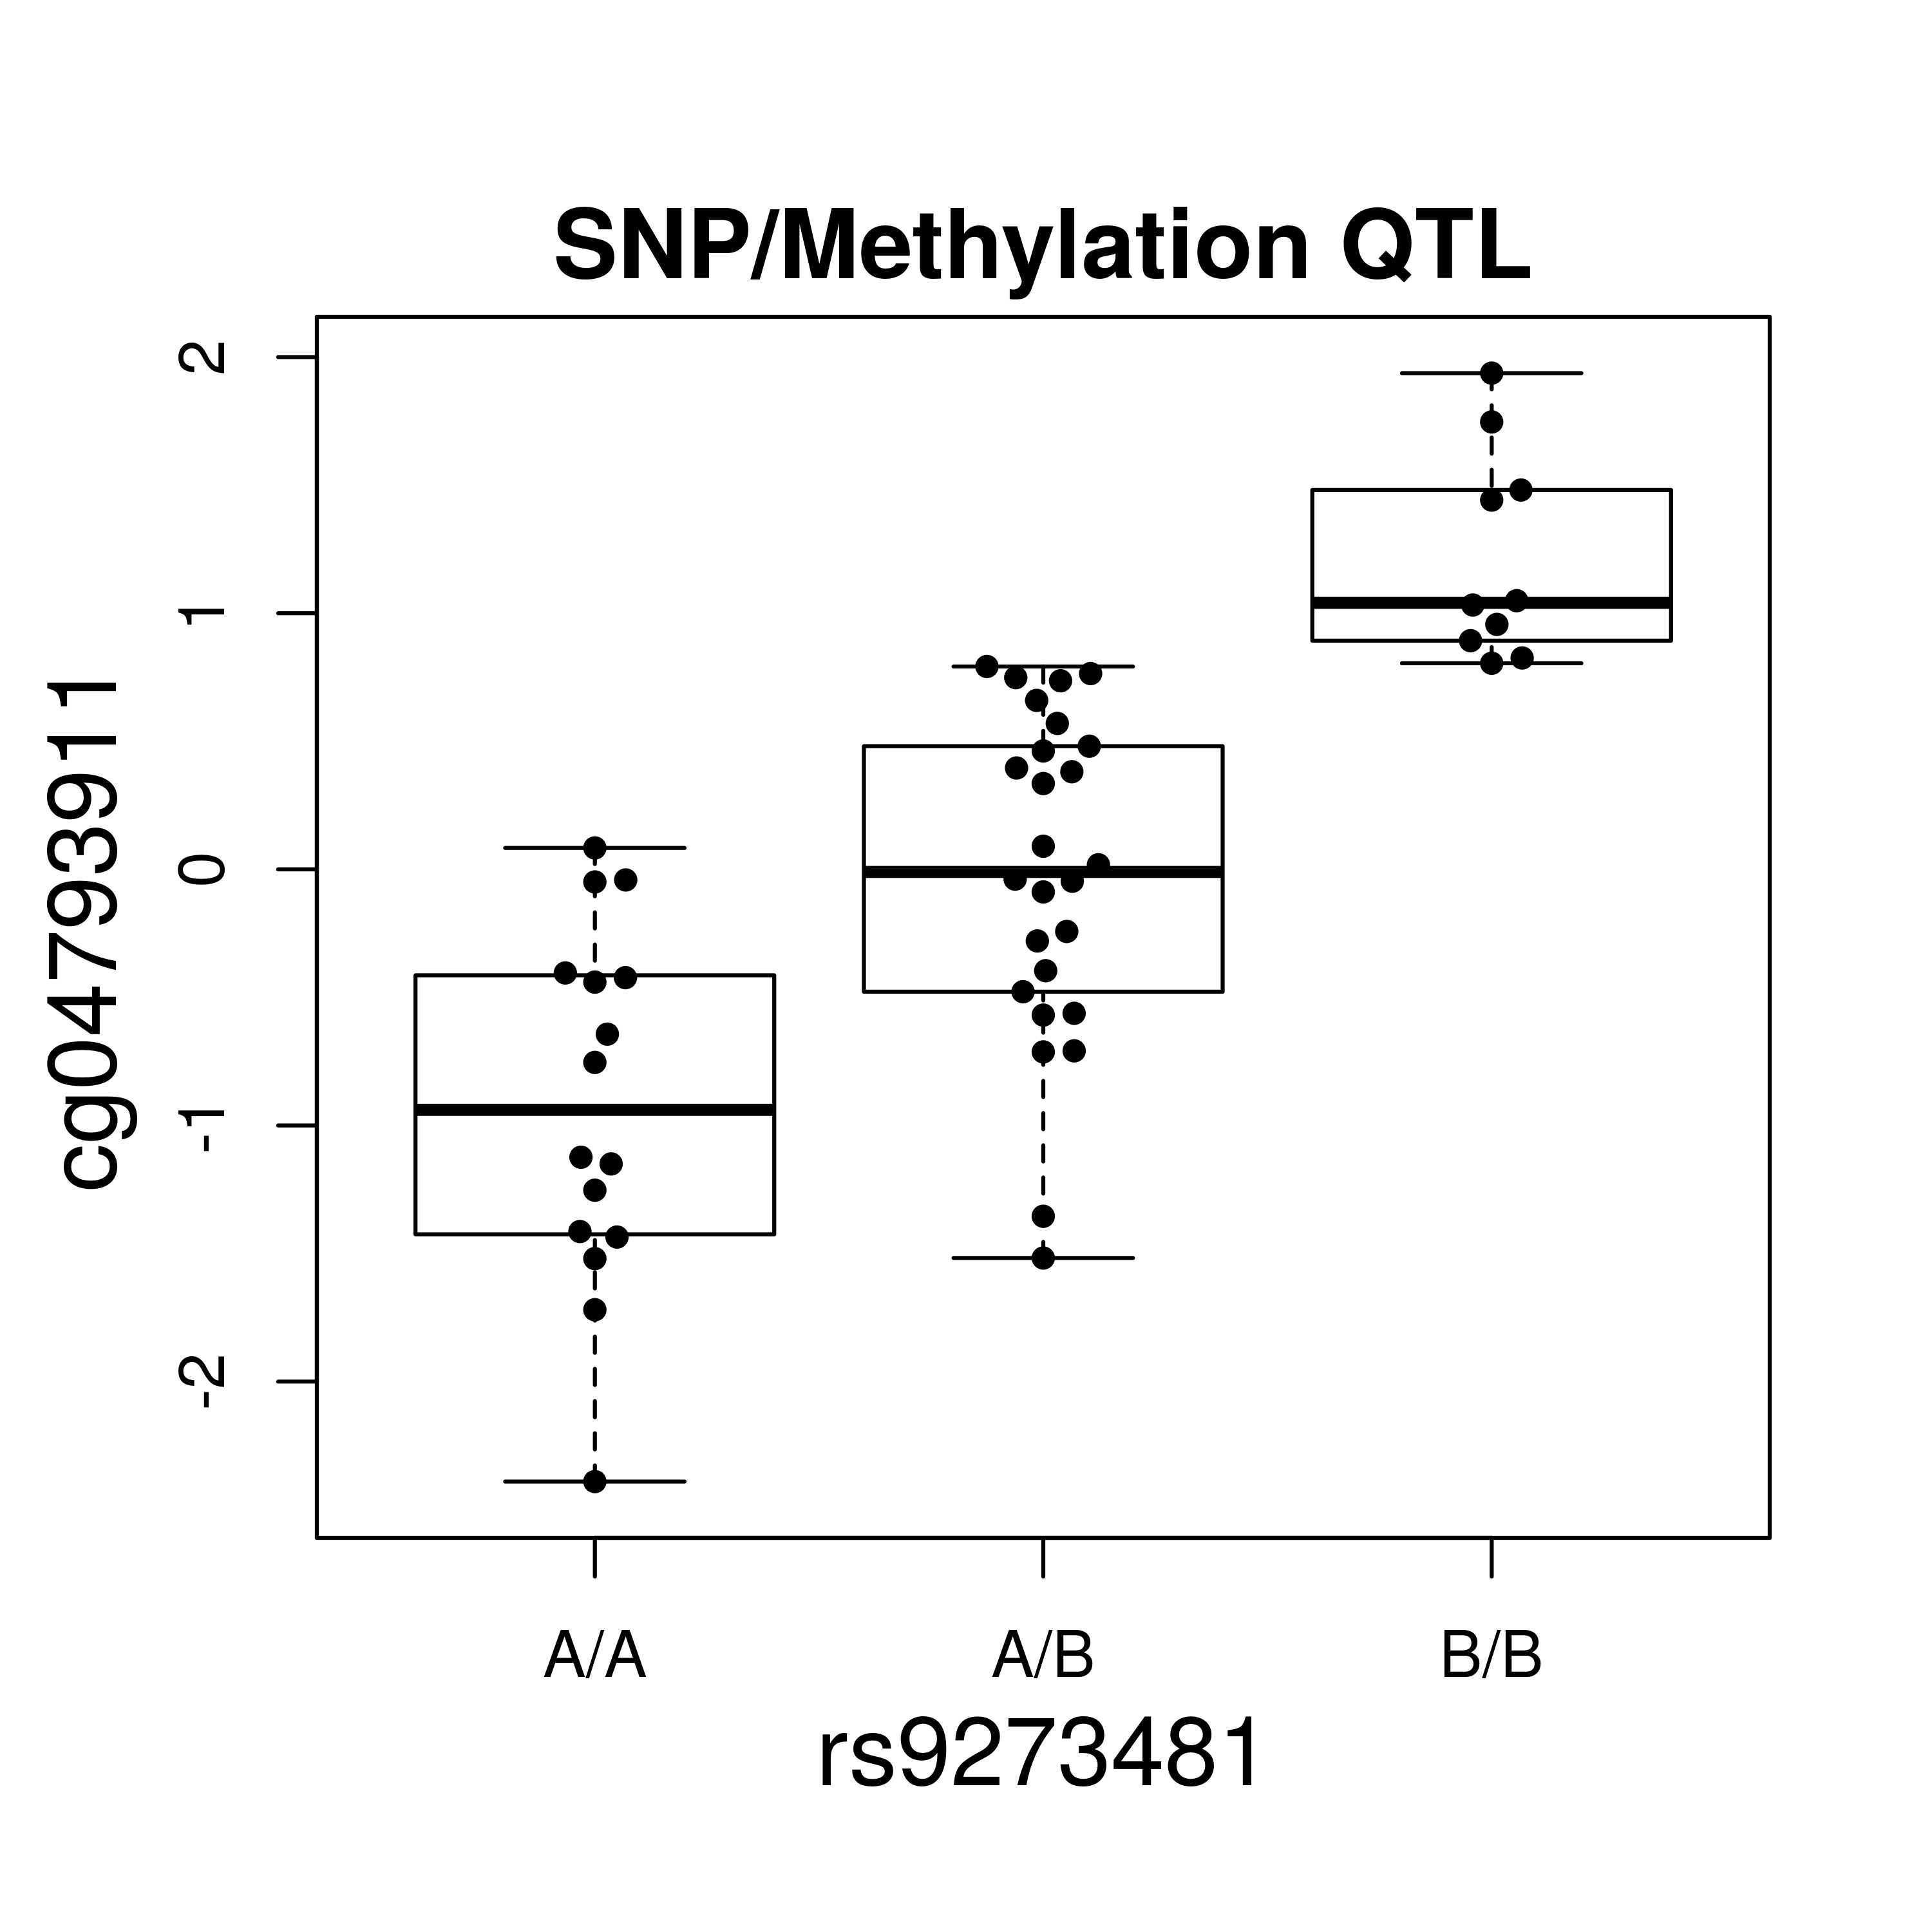 SNP/Methylation QTL
cg04793911
2
1
0
-1
-2
A/A A/B B/B
rs9273481